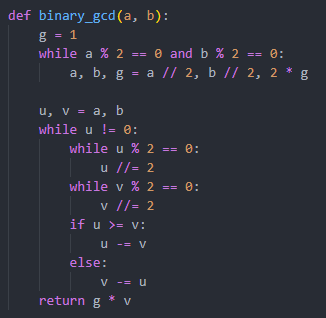 def binary_gcd(a, b):
    g = 1
    while a % 2 == 0 and b % 2 == 0:
        a, b, g = a // 2, b // 2, 2 * g

    u, v = a, b
    while u != 0:
        while u % 2 == 0:
            u //= 2
        while v % 2 == 0:
            v //= 2
        if u >= v:
            u -= v
        else:
            v -= u
    return g * v